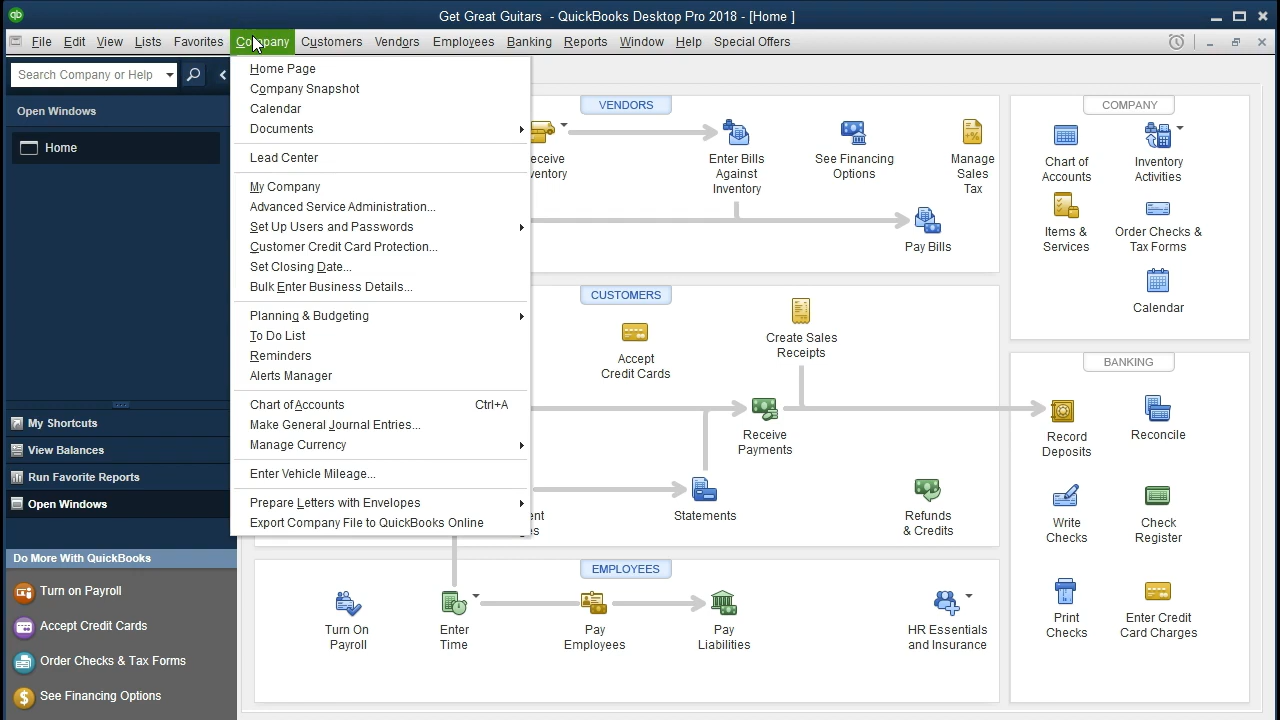 qb
Get Great Guitars - QuickBooks Desktop Pro 2018 - [Home ]
File Edit View Lists Favorites Company Customers Vendors Employees Banking Reports Window Help Special Offers
Search Company or Help
Open Windows
Home
My Shortcuts
View Balances
Run Favorite Reports
Open Windows
Do More With QuickBooks
Turn on Payroll
Accept Credit Cards
Order Checks & Tax Forms
See Financing Options
Home Page
Company Snapshot
Calendar
Documents
Lead Center
My Company
Advanced Service Administration...
Set Up Users and Passwords
Customer Credit Card Protection...
Set Closing Date...
Bulk Enter Business Details...
Planning & Budgeting
To Do List
Reminders
Alerts Manager
Chart of Accounts Ctrl+A
Make General Journal Entries...
Manage Currency
Enter Vehicle Mileage...
Prepare Letters with Envelopes
Export Company File to QuickBooks Online
VENDORS
eceive
entory
Enter Bills
Against
Inventory
See Financing
Options
Manage
Sales
Tax
Pay Bills
CUSTOMERS
Accept
Credit Cards
Create Sales
Receipts
Receive
Payments
Statements
Refunds
& Credits
EMPLOYEES
Turn On
Payroll
Enter
Time
Pay
Employees
Pay
Liabilities
HR Essentials
and Insurance
COMPANY
Chart of
Accounts
Inventory
Activities
Items &
Services
Order Checks &
Tax Forms
Calendar
BANKING
Record
Deposits
Reconcile
Write
Checks
Check
Register
Print
Checks
Enter Credit
Card Charges